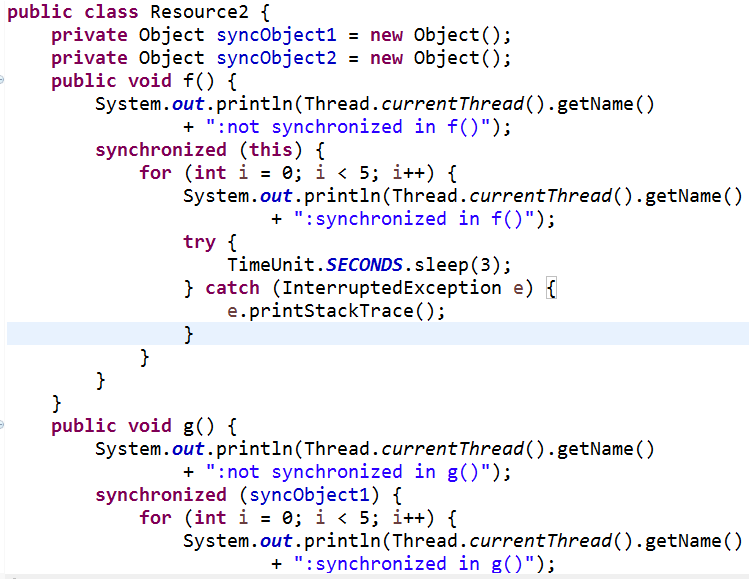 public class Resource2 {
    private Object syncObject1 = new Object();
    private Object syncObject2 = new Object();
    public void f() {
        System.out.println(Thread.currentThread().getName()
                + ":not synchronized in f()");
        synchronized (this) {
            for (int i = 0; i < 5; i++) {
                System.out.println(Thread.currentThread().getName()
                        + ":synchronized in f()");
                try {
                    TimeUnit.SECONDS.sleep(3);
                } catch (InterruptedException e) {
                    e.printStackTrace();
                }
            }
        }
    }
    public void g() {
        System.out.println(Thread.currentThread().getName()
                + ":not synchronized in g()");
        synchronized (syncObject1) {
            for (int i = 0; i < 5; i++) {
                System.out.println(Thread.currentThread().getName()
                        + ":synchronized in g()");